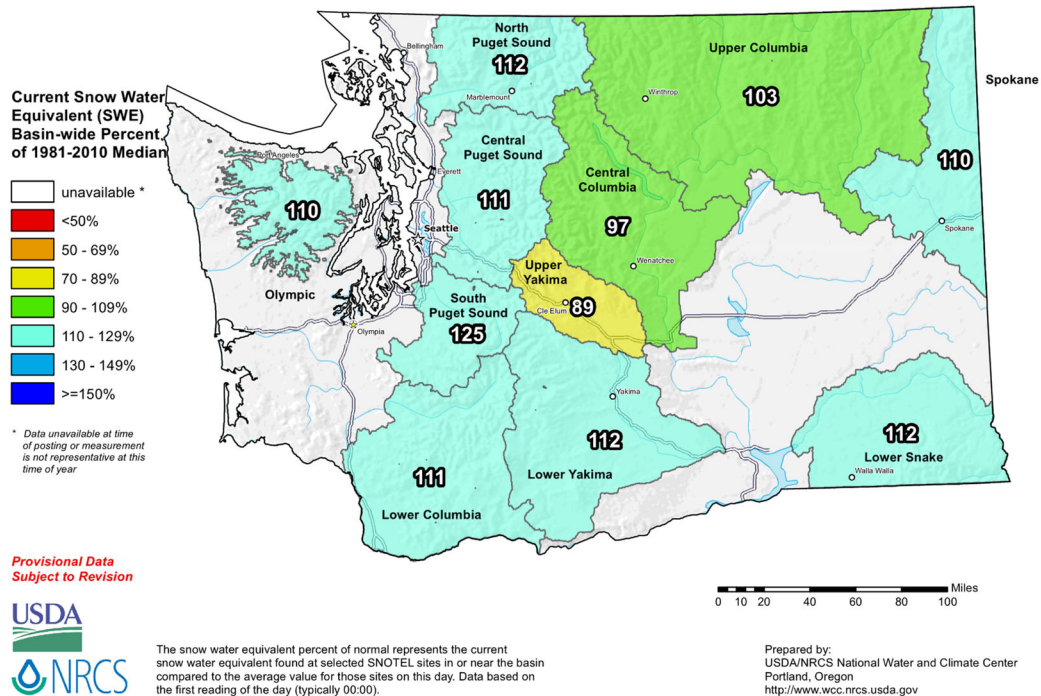 Current Snow Water
Equivalent (SWE)
Basin-wide Percent
of 1981-2010 Median
unavailable *
<50%
50 - 69%
70 - 89%
90 - 109%
110 - 129%
130 - 149%
>=150%
* Data unavailable at time
of posting or measurement
is not representative at this
time of year
North
Puget Sound
112
Bellingham
Marblemount
Upper Columbia
103
Winthrop
Spokane
110
Spokane
Central
Puget Sound
111
Everett
Seattle
Port Angeles
110
Olympic
Olympia
Central
Columbia
97
Wenatchee
Upper
Yakima
89
Cle Elum
South
Puget Sound
125
Yakima
112
Lower Yakima
111
Lower Columbia
112
Lower Snake
Walla Walla
Provisional Data
Subject to Revision
USDA
NRCS
0 10 20 40 60 80 100 Miles
The snow water equivalent percent of normal represents the current
snow water equivalent found at selected SNOTEL sites in or near the basin
compared to the average value for those sites on this day. Data based on
the first reading of the day (typically 00:00).
Prepared by:
USDA/NRCS National Water and Climate Center
Portland, Oregon
http://www.wcc.nrcs.usda.gov